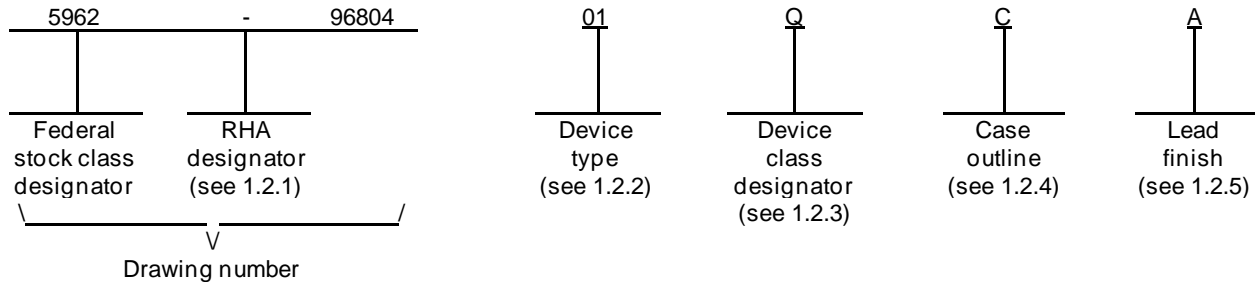 5962 - 96804 01 Q C A
Federal stock class designator
RHA designator (see 1.2.1)
Device type (see 1.2.2)
Device class designator (see 1.2.3)
Case outline (see 1.2.4)
Lead finish (see 1.2.5)
\ / \/
Drawing number